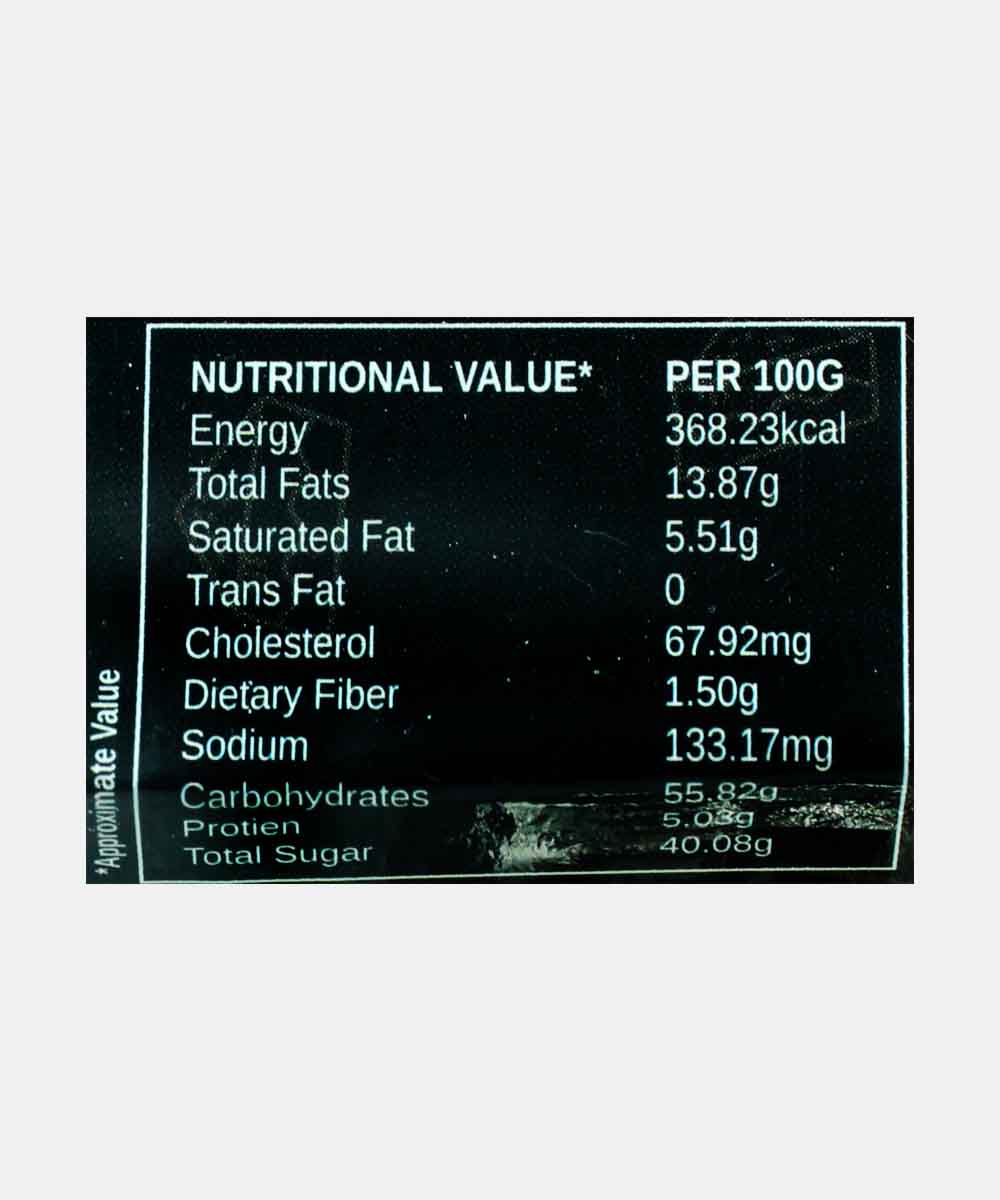 NUTRITIONAL VALUE* PER 100G
Energy 368.23kcal
Total Fats 13.87g
Saturated Fat 5.51g
Trans Fat 0
Cholesterol 67.92mg
Dietary Fiber 1.50g
Sodium 133.17mg
Carbohydrates 55.82g
Protien 5.03g
Total Sugar 40.08g
*Approximate Value